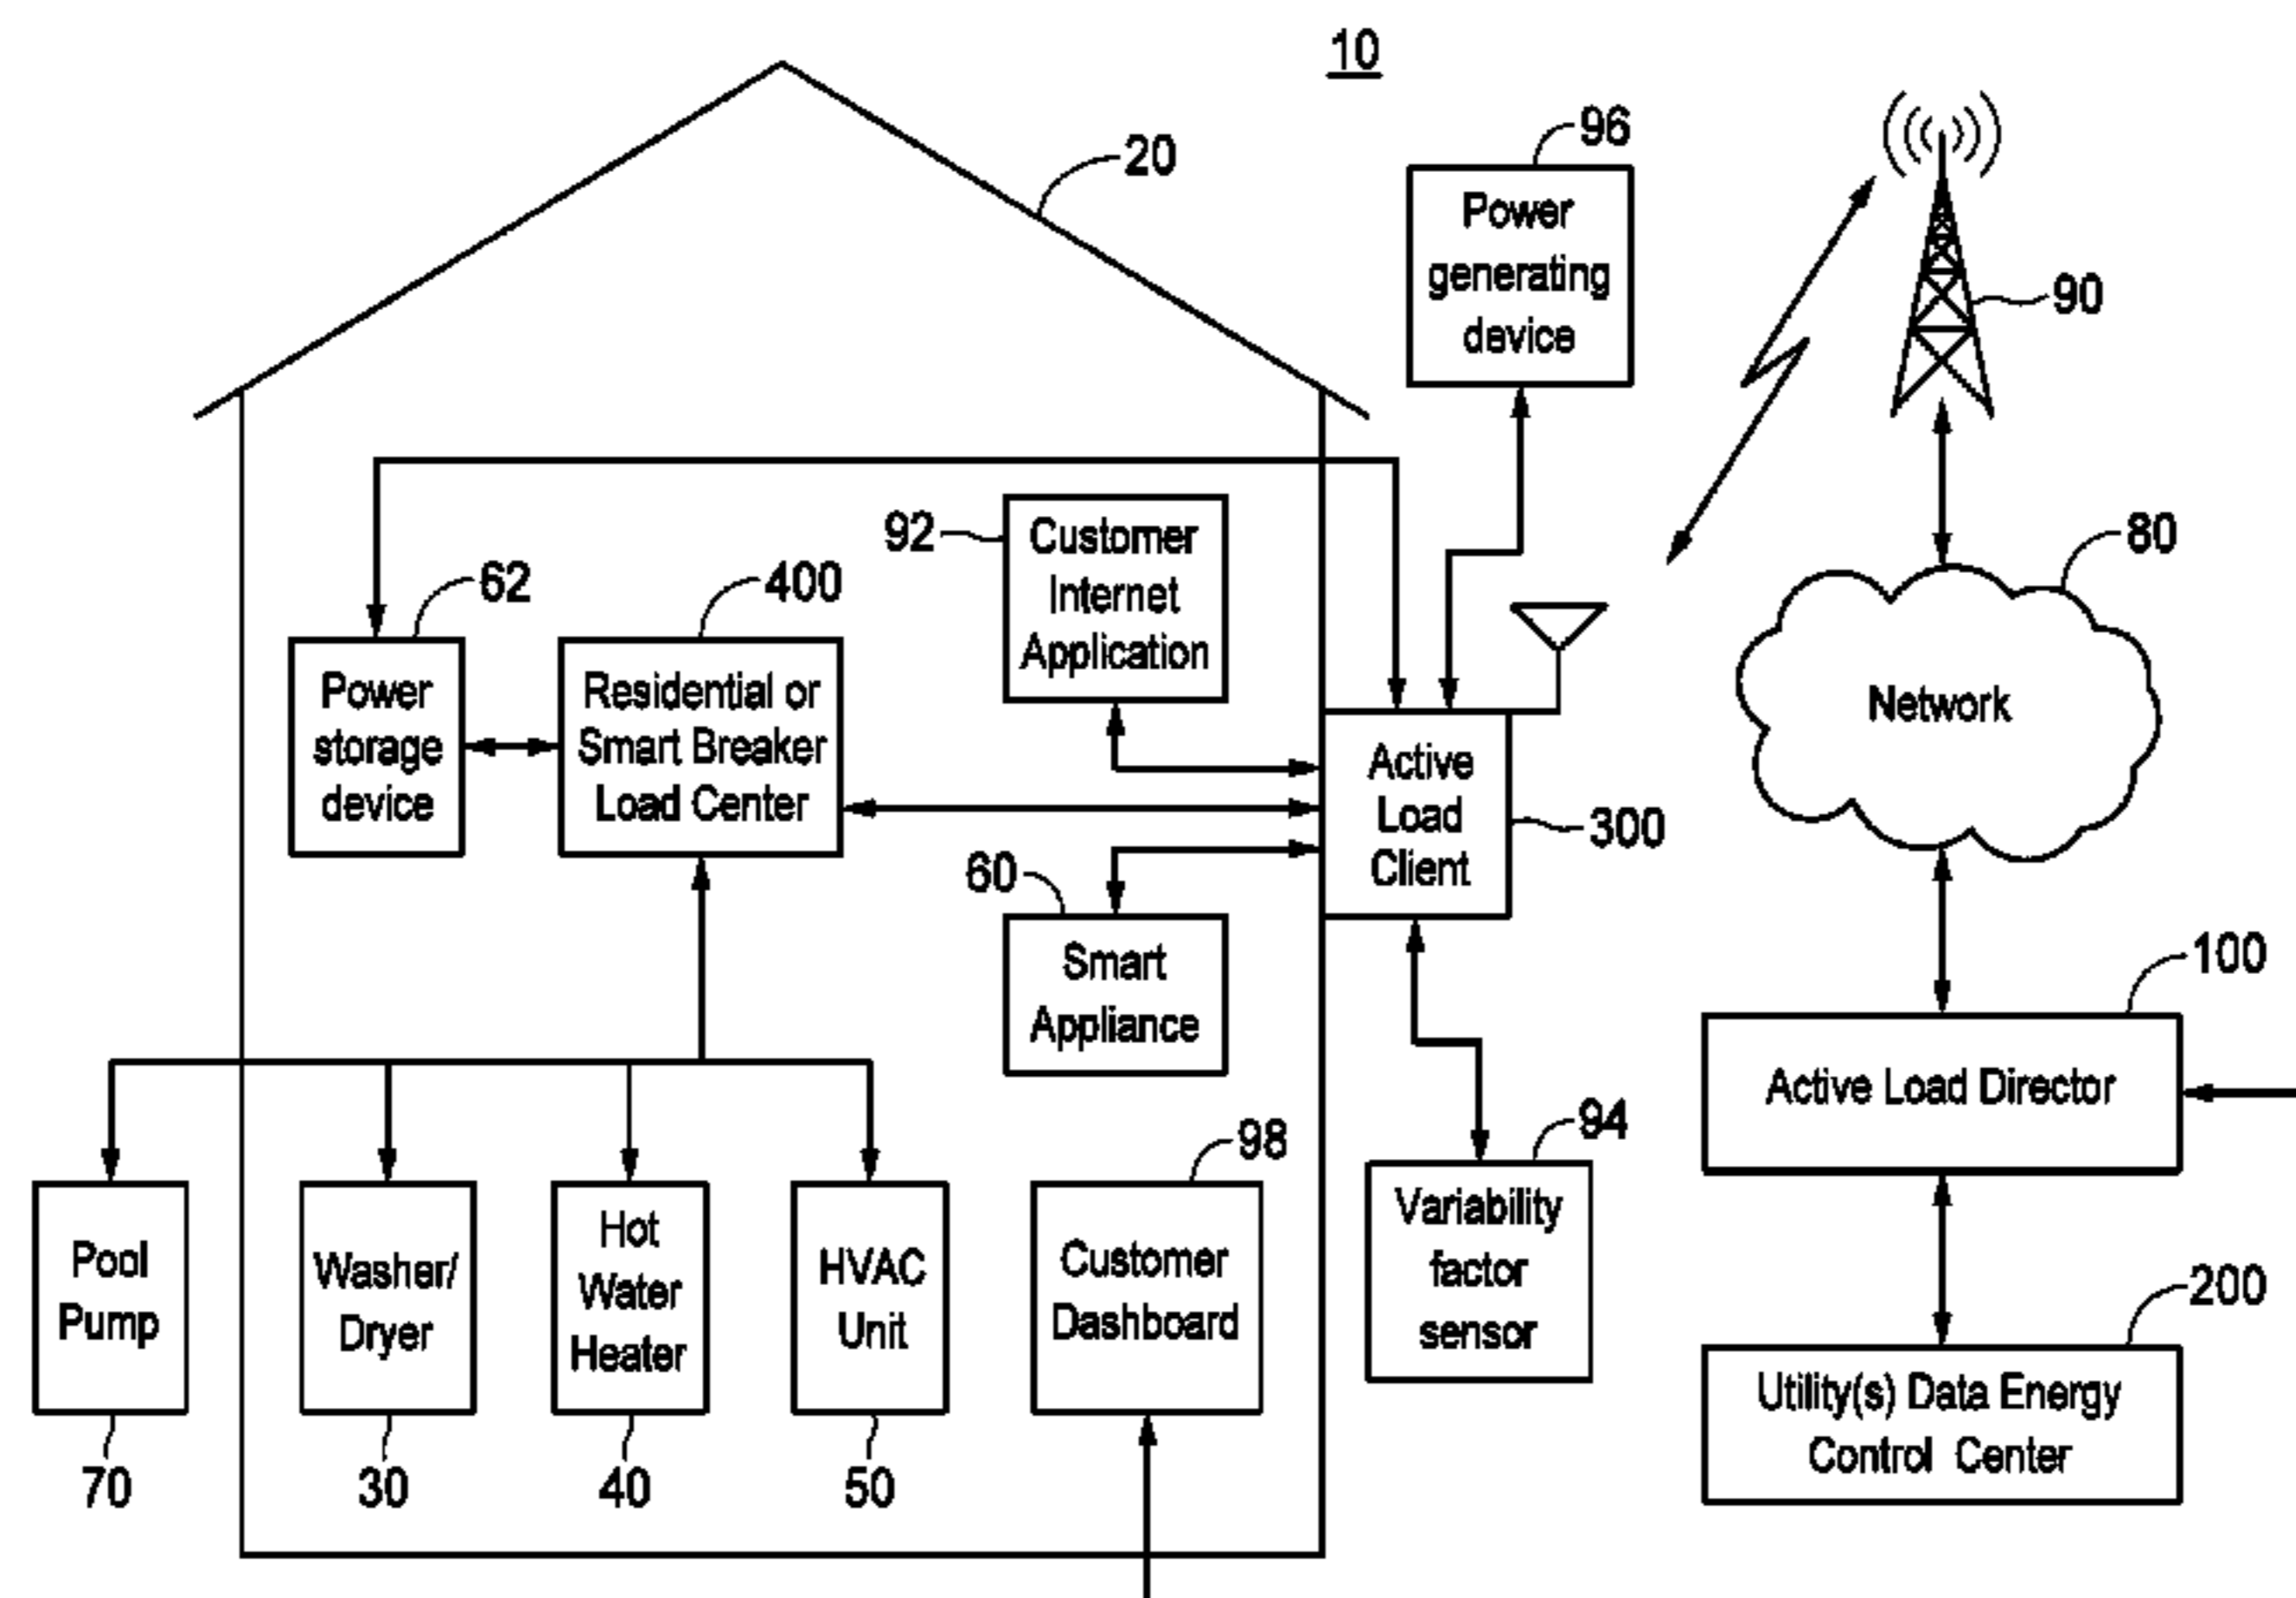 10
20
96
Power
generating
device
90
92
Customer
Internet
Application
80
62
400
Power
storage
device
Residential or
Smart Breaker
Load Center
Network
Active
Load
Client
300
60
Smart
Appliance
100
Active Load Director
98
94
Pool
Pump
Washer/
Dryer
Hot
Water
Heater
HVAC
Unit
Customer
Dashboard
Variability
factor
sensor
200
Utility(s) Data Energy
Control Center
70
30
40
50